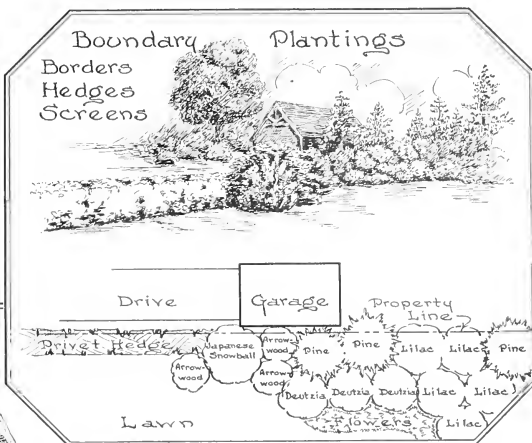 Boundary Plantings
Borders
Hedges
Screens
Drive
Garage
Property
Line
Privet Hedge
Japanese
Snowball
Arrow-
wood
Pine
Pine
Lilac
Lilac
Pine
Arrow-
wood
Arrow-
wood
Deutzia
Deutzia
Deutzia
Lilac
Lilac
Flowers
Lilac
Lawn